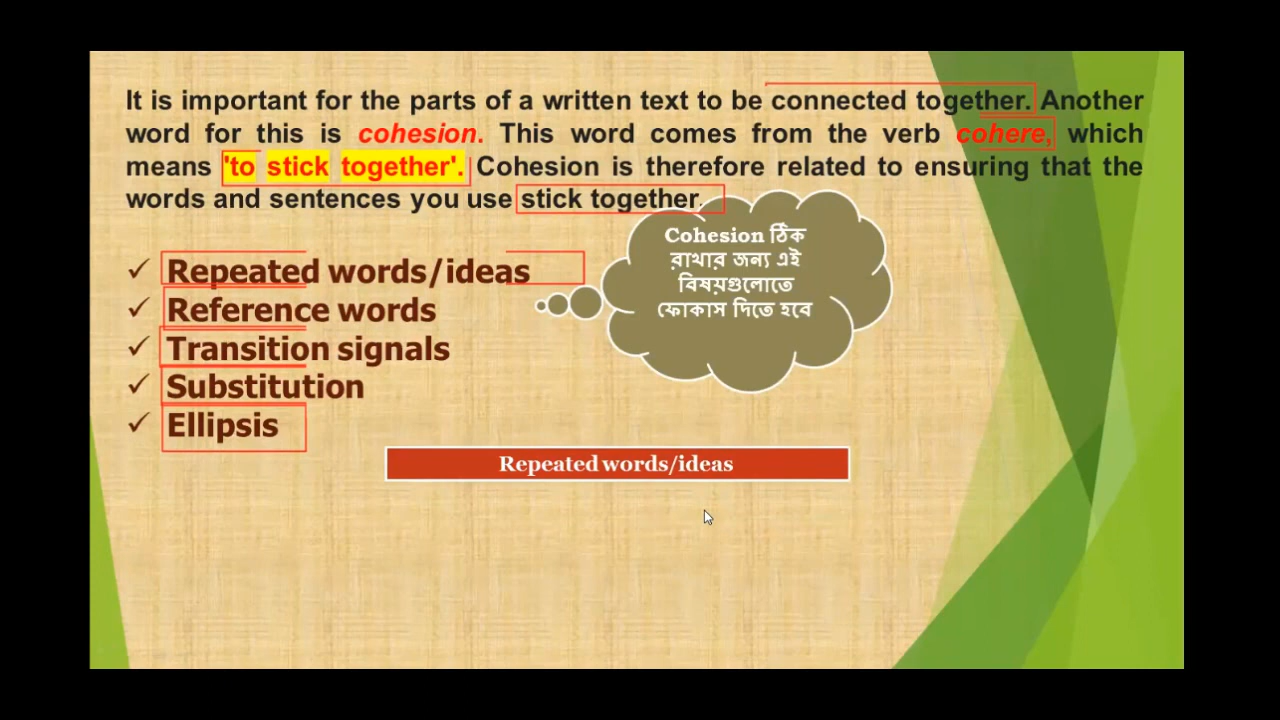 It is important for the parts of a written text to be connected together. Another
word for this is cohesion. This word comes from the verb cohere, which
means 'to stick together'. Cohesion is therefore related to ensuring that the
words and sentences you use stick together.
Cohesion ঠিক
রাখার জন্য এই
বিষয়গুলোতে
ফোকাস দিতে হবে
✓ Repeated words/ideas
✓ Reference words
✓ Transition signals
✓ Substitution
✓ Ellipsis
Repeated words/ideas